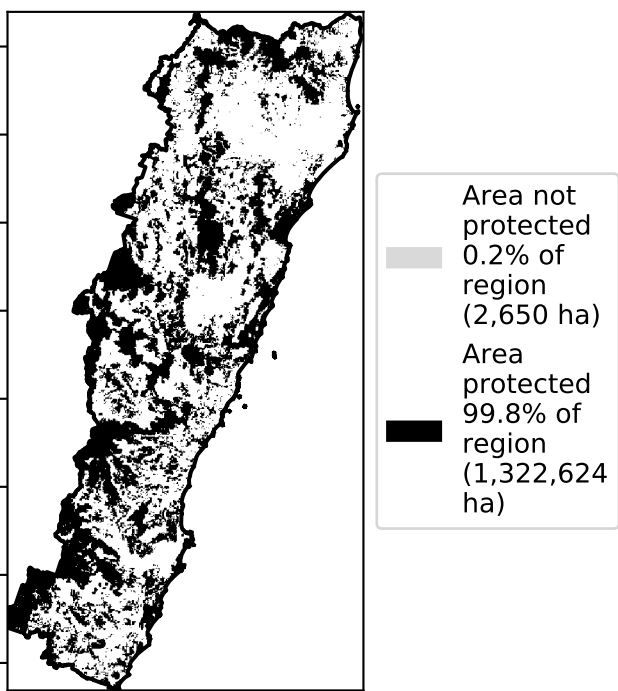 Area not
protected
0.2% of
region
(2,650 ha)
Area
protected
99.8% of
region
(1,322,624
ha)